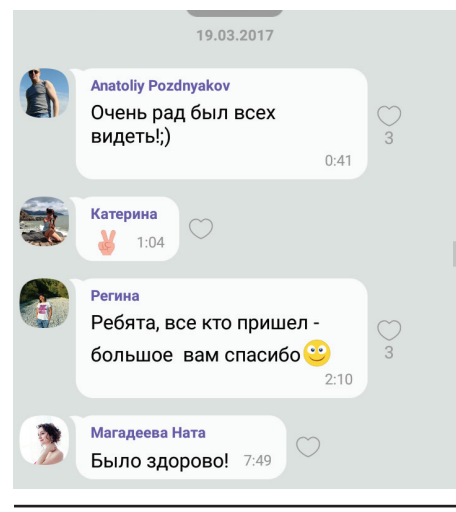 19.03.2017
Anatoliy Pozdnyakov
Очень рад был всех
видеть!;)
0:41
3
Катерина
✌ 1:04
Регина
Ребята, все кто пришел -
большое вам спасибо🙂
2:10
3
Магадеева Ната
Было здорово! 7:49